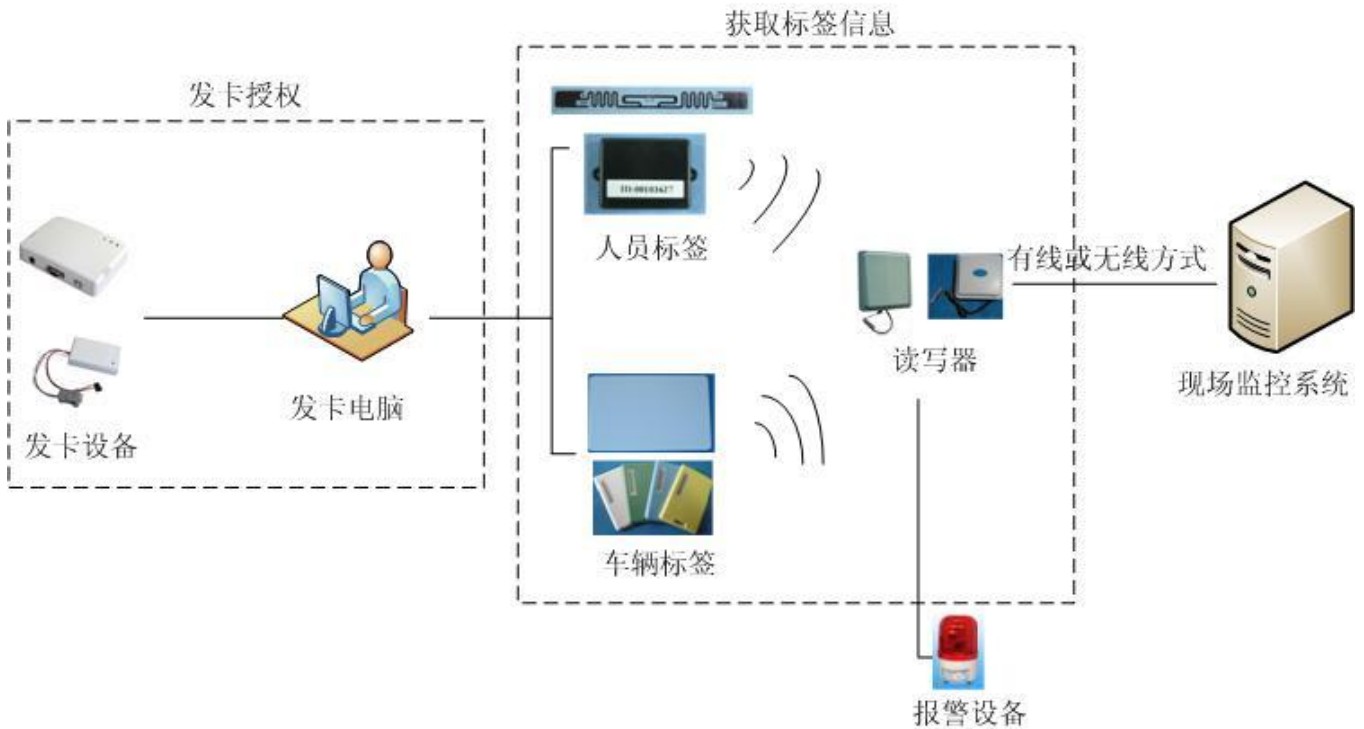 获取标签信息
发卡授权
ID:00103627
人员标签
有线或无线方式
读写器
现场监控系统
发卡电脑
发卡设备
车辆标签
报警设备